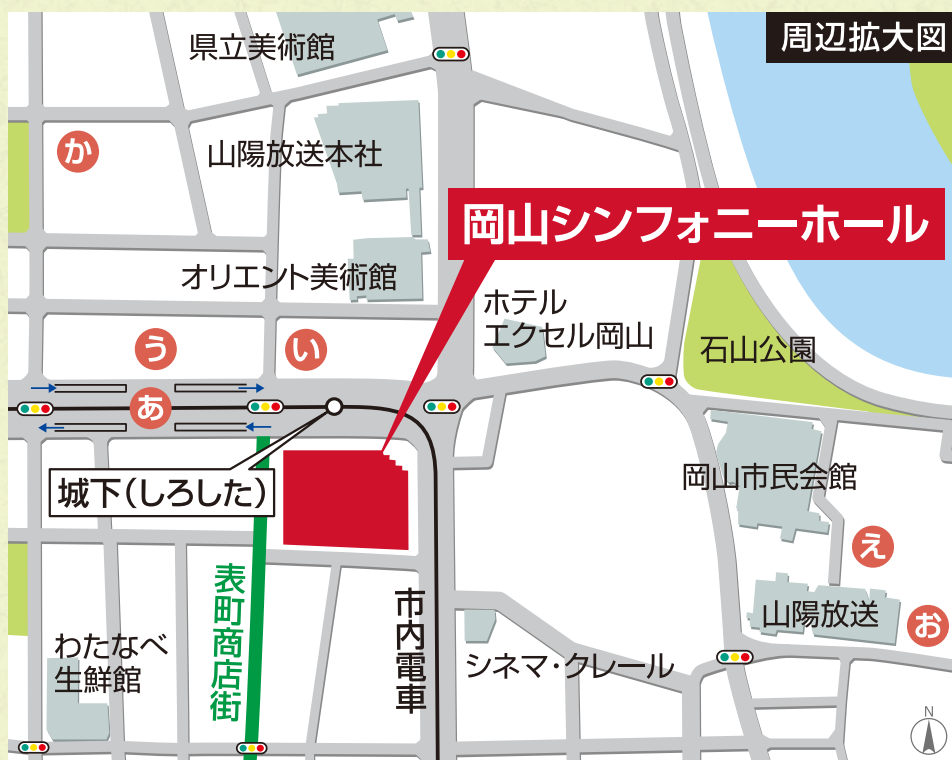 周辺拡大図
県立美術館
か
山陽放送本社
岡山シンフォニーホール
オリエント美術館
ホテル
エクセル岡山
う
い
石山公園
あ
城下(しろした)
岡山市民会館
え
表町商店街
市内電車
山陽放送
お
わたなべ
生鮮館
シネマ・クレール
N